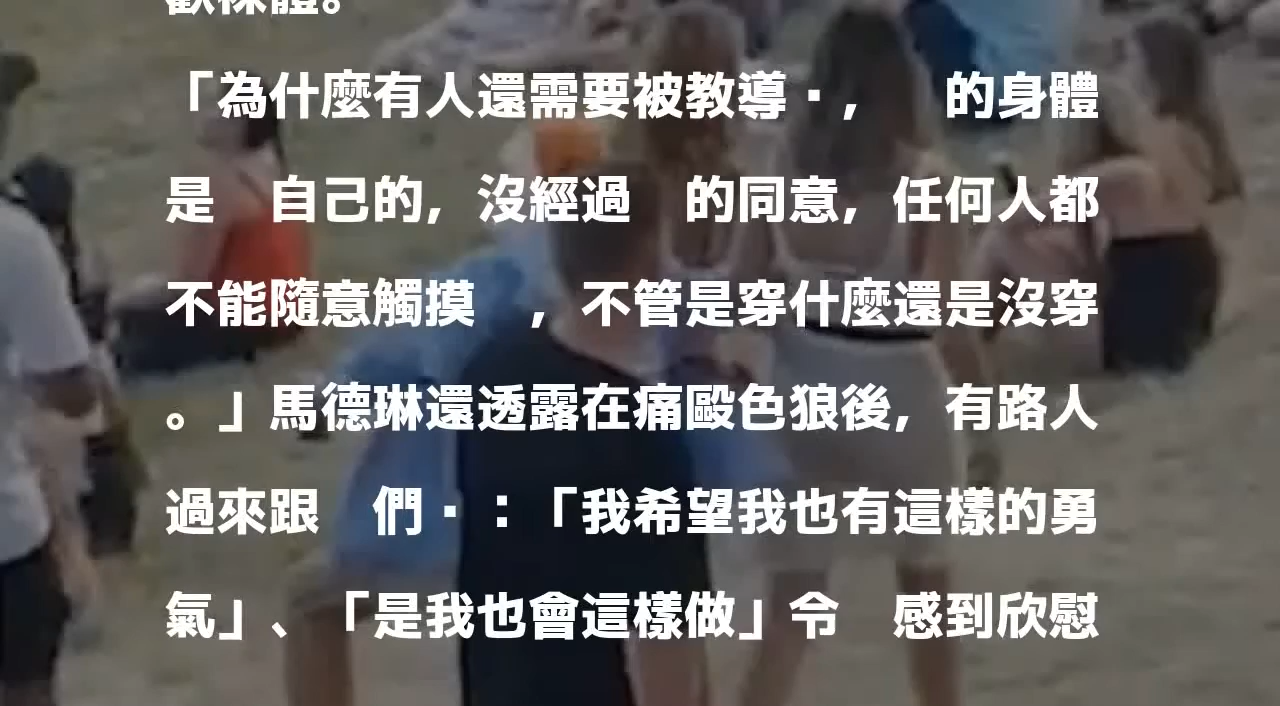 歡裸體。
「為什麼有人還需要被教導·， 的身體
是 自己的，沒經過 的同意，任何人都
不能隨意觸摸 ，不管是穿什麼還是沒穿
。」馬德琳還透露在痛毆色狼後，有路人
過來跟 們·：「我希望我也有這樣的勇
氣」、「是我也會這樣做」令 感到欣慰